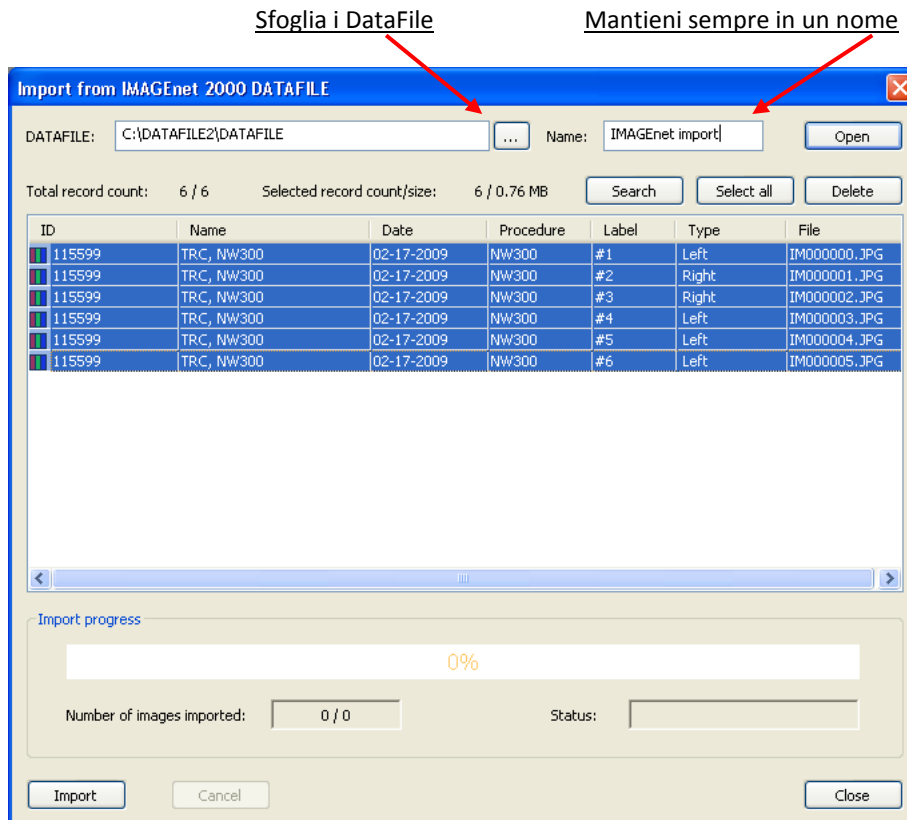 Sfoglia i DataFile Mantieni sempre in un nome
Import from IMAGEnet 2000 DATAFILE
DATAFILE: C:\DATAFILE2\DATAFILE ... Name: IMAGEnet import Open
Total record count: 6 / 6 Selected record count/size: 6 / 0.76 MB Search Select all Delete
ID Name Date Procedure Label Type File
115599 TRC, NW300 02-17-2009 NW300 #1 Left IM000000.JPG
115599 TRC, NW300 02-17-2009 NW300 #2 Right IM000001.JPG
115599 TRC, NW300 02-17-2009 NW300 #3 Right IM000002.JPG
115599 TRC, NW300 02-17-2009 NW300 #4 Left IM000003.JPG
115599 TRC, NW300 02-17-2009 NW300 #5 Left IM000004.JPG
115599 TRC, NW300 02-17-2009 NW300 #6 Left IM000005.JPG
Import progress
0%
Number of images imported: 0 / 0 Status:
Import Cancel Close